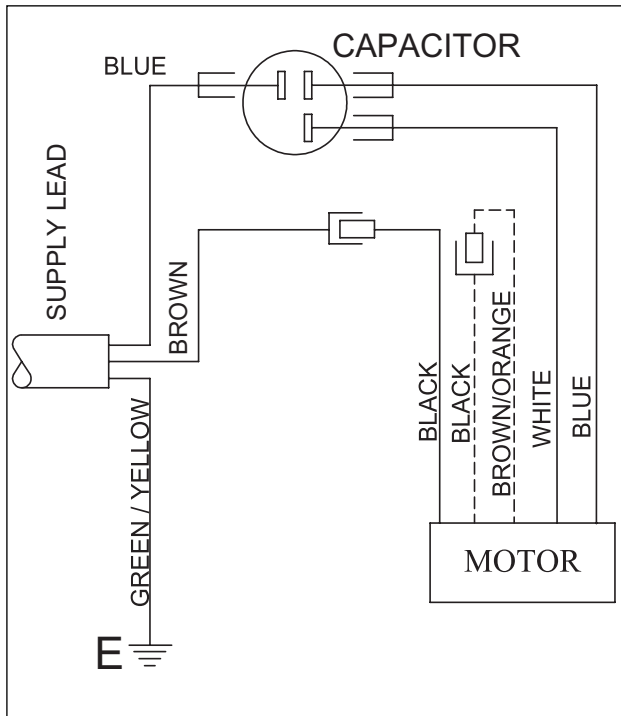 CAPACITOR
BLUE
SUPPLY LEAD
BROWN
GREEN / YELLOW
BLACK
BLACK
BROWN/ORANGE
WHITE
BLUE
MOTOR
E